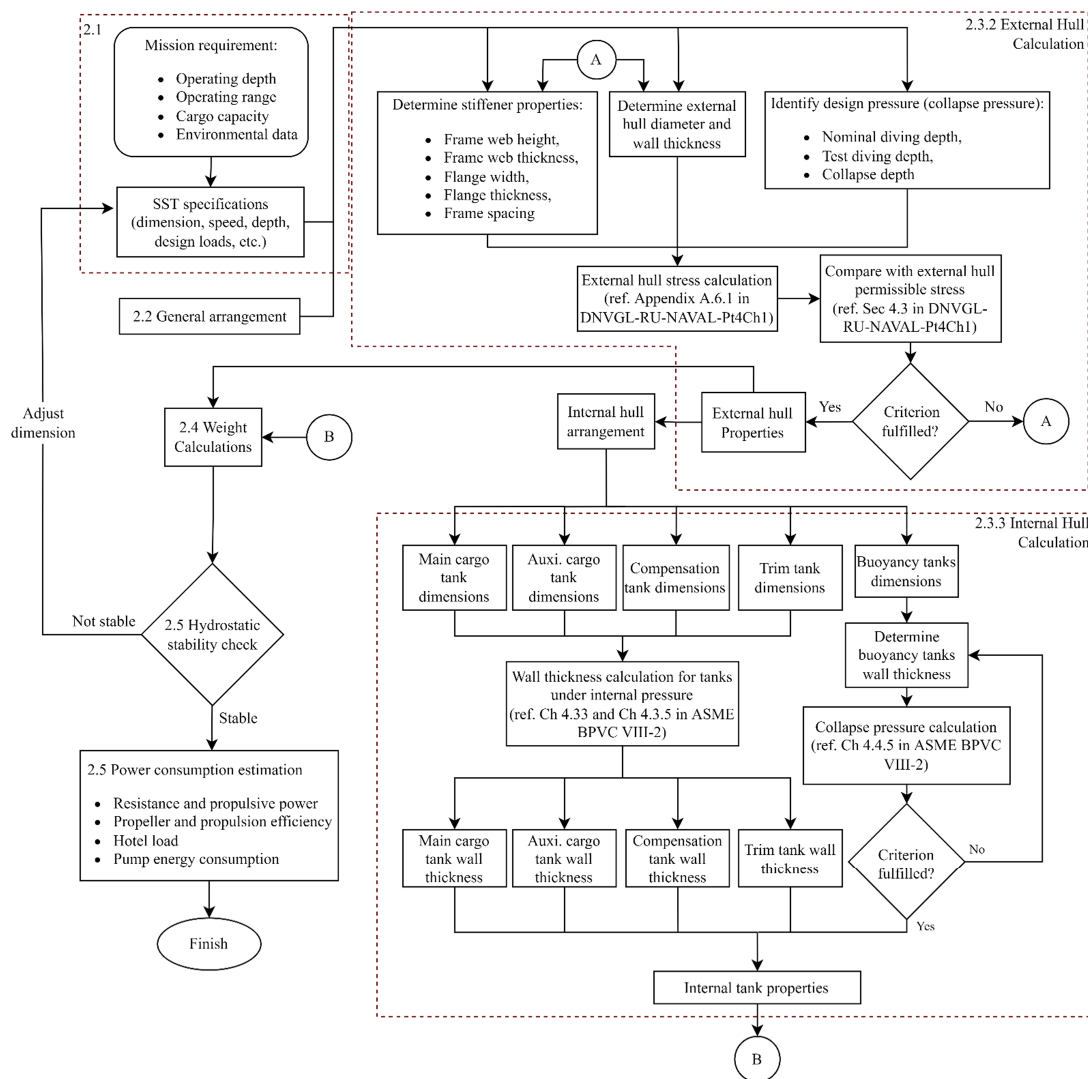 2.1
Mission requirement:
• Operating depth
• Operating range
• Cargo capacity
• Environmental data
SST specifications
(dimension, speed, depth,
design loads, etc.)
2.2 General arrangement
2.3.2 External Hull
Calculation
A
Determine stiffener properties:
• Frame web height,
• Frame web thickness,
• Flange width,
• Flange thickness,
• Frame spacing
Determine external
hull diameter and
wall thickness
Identify design pressure (collapse pressure):
• Nominal diving depth,
• Test diving depth,
• Collapse depth
External hull stress calculation
(ref. Appendix A.6.1 in
DNVGL-RU-NAVAL-Pt4Ch1)
Compare with external hull
permissible stress
(ref. Sec 4.3 in DNVGL-
RU-NAVAL-Pt4Ch1)
Criterion
fulfilled?
No
A
Yes
External hull
Properties
Internal hull
arrangement
Adjust
dimension
2.4 Weight
Calculations
B
Not stable
2.5 Hydrostatic
stability check
Stable
2.5 Power consumption estimation
• Resistance and propulsive power
• Propeller and propulsion efficiency
• Hotel load
• Pump energy consumption
Finish
2.3.3 Internal Hull
Calculation
Main cargo
tank dimensions
Auxi. cargo
tank dimensions
Compensation
tank dimensions
Trim tank
dimensions
Buoyancy tanks
dimensions
Wall thickness calculation for tanks
under internal pressure
(ref. Ch 4.33 and Ch 4.3.5 in ASME
BPVC VIII-2)
Determine
buoyancy tanks
wall thickness
Collapse pressure calculation
(ref. Ch 4.4.5 in ASME BPVC
VIII-2)
Main cargo
tank wall
thickness
Auxi. cargo
tank wall
thickness
Compensation
tank wall
thickness
Trim tank wall
thickness
Criterion
fulfilled?
No
Yes
Internal tank properties
B